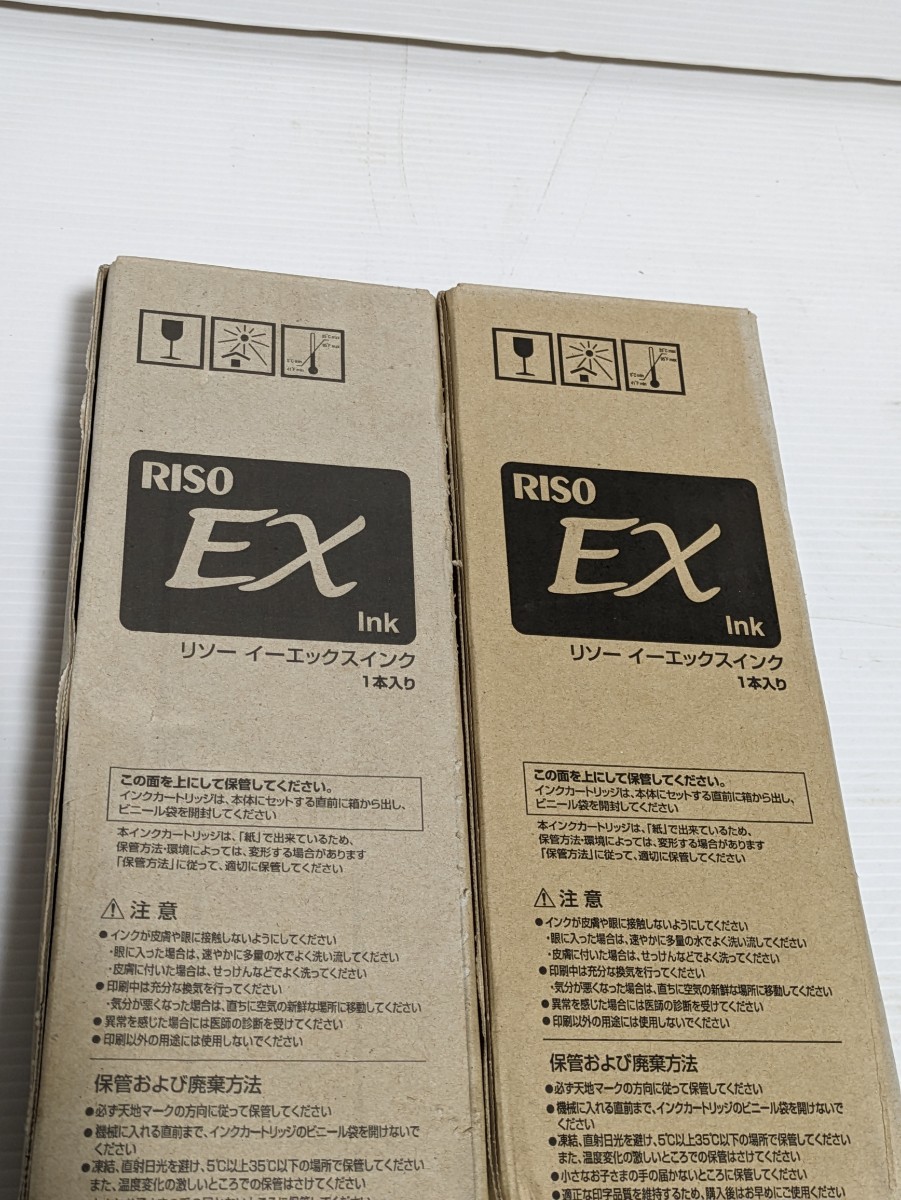 RISO
EX
Ink
リソー イーエックスインク
1本入り
この面を上にして保管してください。
インクカートリッジは、本体にセットする直前に箱から出し、
ビニール袋を開封してください
本インクカートリッジは、「紙」で出来ているため、
保管方法・環境によっては、変形する場合があります
「保管方法」に従って、適切に保管してください
注意
●インクが皮膚や眼に接触しないようにしてください
・眼に入った場合は、速やかに多量の水でよく洗い流してください
・皮膚に付いた場合は、せっけんなどでよく洗ってください
●印刷中は充分な換気を行ってください
・気分が悪くなった場合は、直ちに空気の新鮮な場所に移動してください
●異常を感じた場合には医師の診断を受けてください
●印刷以外の用途には使用しないでください
保管および廃棄方法
●必ず天地マークの方向に従って保管してください
●機械に入れる直前まで、インクカートリッジのビニール袋を開けないで
ください
●凍結、直射日光を避け、5℃以上35℃以下の場所で保管してください
また、温度変化の激しいところでの保管はさけてください
RISO
EX
Ink
リソー イーエックスインク
1本入り
この面を上にして保管してください。
インクカートリッジは、本体にセットする直前に箱から出し、
ビニール袋を開封してください
本インクカートリッジは、「紙」で出来ているため、
保管方法・環境によっては、変形する場合があります
「保管方法」に従って、適切に保管してください
注意
●インクが皮膚や眼に接触しないようにしてください
・眼に入った場合は、速やかに多量の水でよく洗い流してください
・皮膚に付いた場合は、せっけんなどでよく洗ってください
●印刷中は充分な換気を行ってください
・気分が悪くなった場合は、直ちに空気の新鮮な場所に移動してください
●異常を感じた場合は医師の診断を受けてください
●印刷以外の用途には使用しないでください
保管および廃棄方法
●必ず天地マークの方向に従って保管してください
●機械に入れる直前まで、インクカートリッジのビニール袋を開けないで
ください
●凍結、直射日光を避け、5℃以上35℃以下の場所で保管してください
また、温度変化の激しいところでの保管はさけてください
●小さなお子さまの手の届かないところに保管してください
●適正な印字品質を維持するため、購入後はお早めにご使用ください